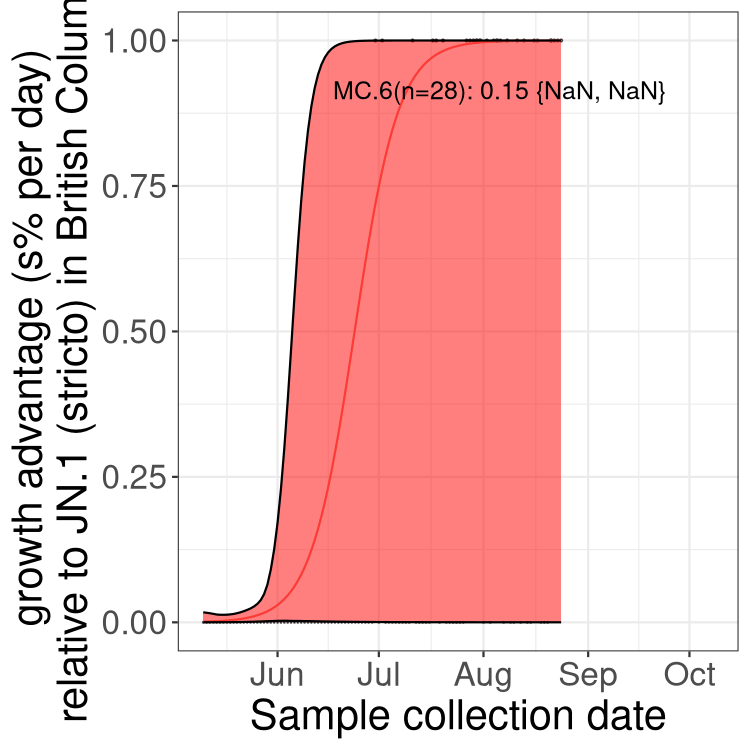 growth advantage (s% per day)
relative to JN.1 (stricto) in British Colum
1.00
0.75
0.50
0.25
0.00
MC.6(n=28): 0.15 {NaN, NaN}
Jun Jul Aug Sep Oct
Sample collection date